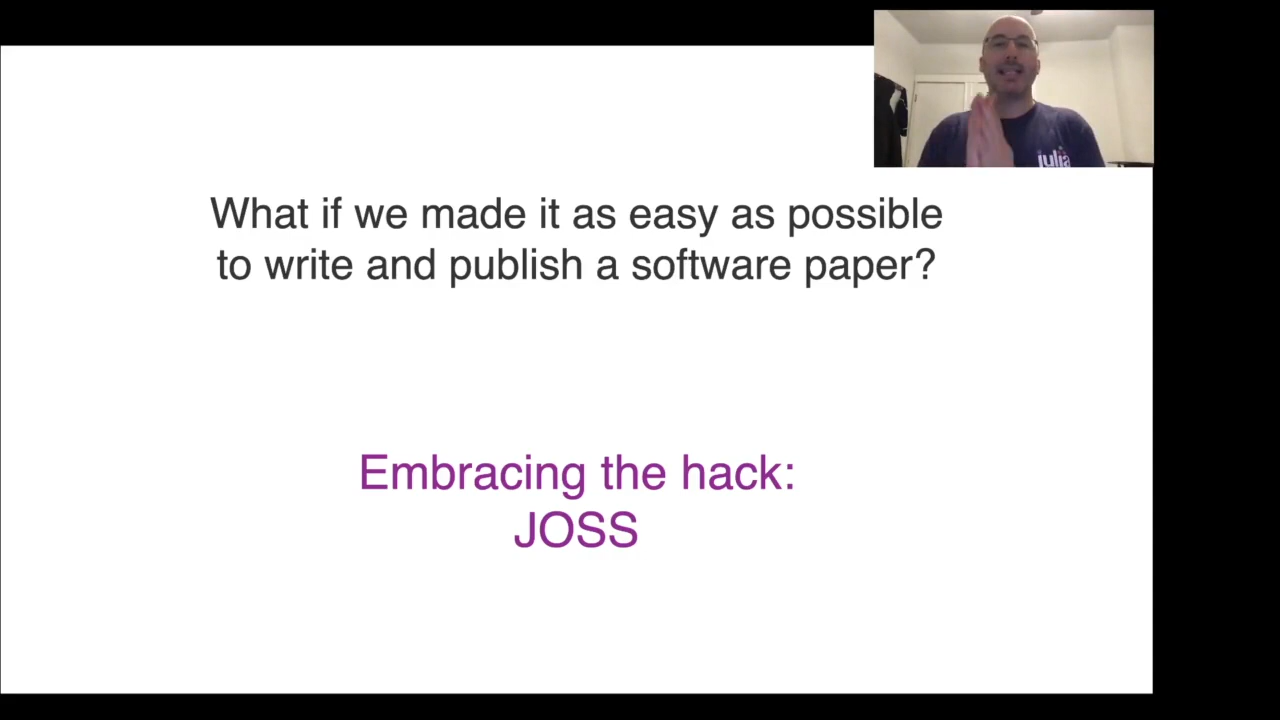 julia
What if we made it as easy as possible
to write and publish a software paper?
Embracing the hack:
JOSS